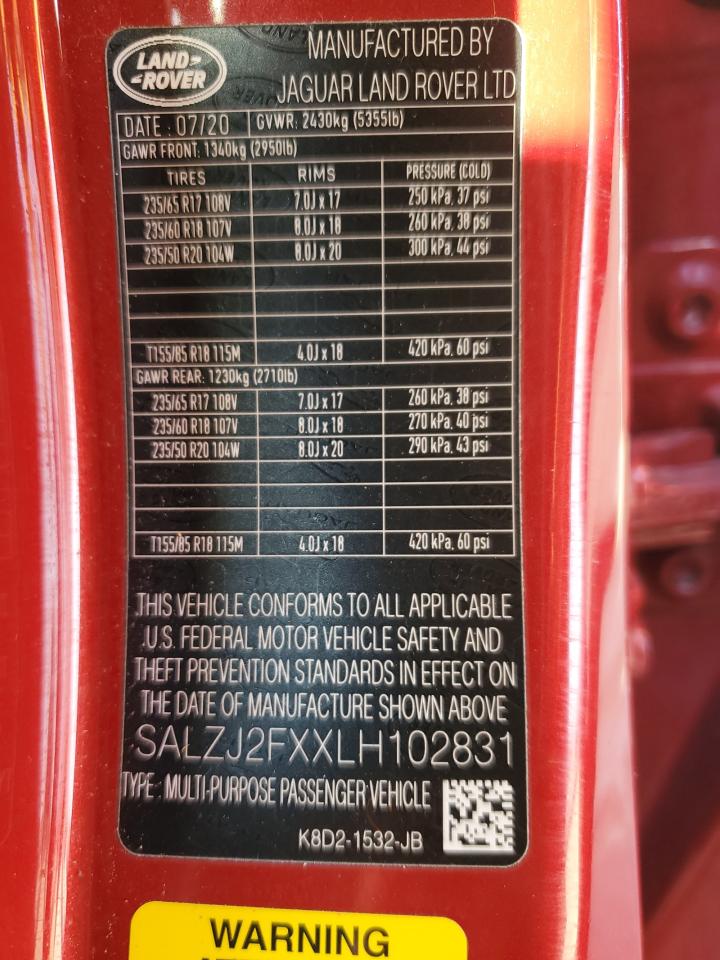 LAND
ROVER
MANUFACTURED BY
JAGUAR LAND ROVER LTD
DATE : 07/20 GVWR: 2430kg (5355lb)
GAWR FRONT: 1340kg (2950lb)
TIRES RIMS PRESSURE (COLD)
235/65 R17 108V 7.0J x 17 250 kPa, 37 psi
235/60 R18 107V 8.0J x 18 260 kPa, 38 psi
235/50 R20 104W 8.0J x 20 300 kPa, 44 psi
T155/85 R18 115M 4.0J x 18 420 kPa, 60 psi
GAWR REAR: 1230kg (2710lb)
235/65 R17 108V 7.0J x 17 260 kPa, 38 psi
235/60 R18 107V 8.0J x 18 270 kPa, 40 psi
235/50 R20 104W 8.0J x 20 290 kPa, 43 psi
T155/85 R18 115M 4.0J x 18 420 kPa, 60 psi
THIS VEHICLE CONFORMS TO ALL APPLICABLE
U.S. FEDERAL MOTOR VEHICLE SAFETY AND
THEFT PREVENTION STANDARDS IN EFFECT ON
THE DATE OF MANUFACTURE SHOWN ABOVE
SALZJ2FXXLH102831
TYPE : MULTI-PURPOSE PASSENGER VEHICLE
K8D2-1532-JB
WARNING